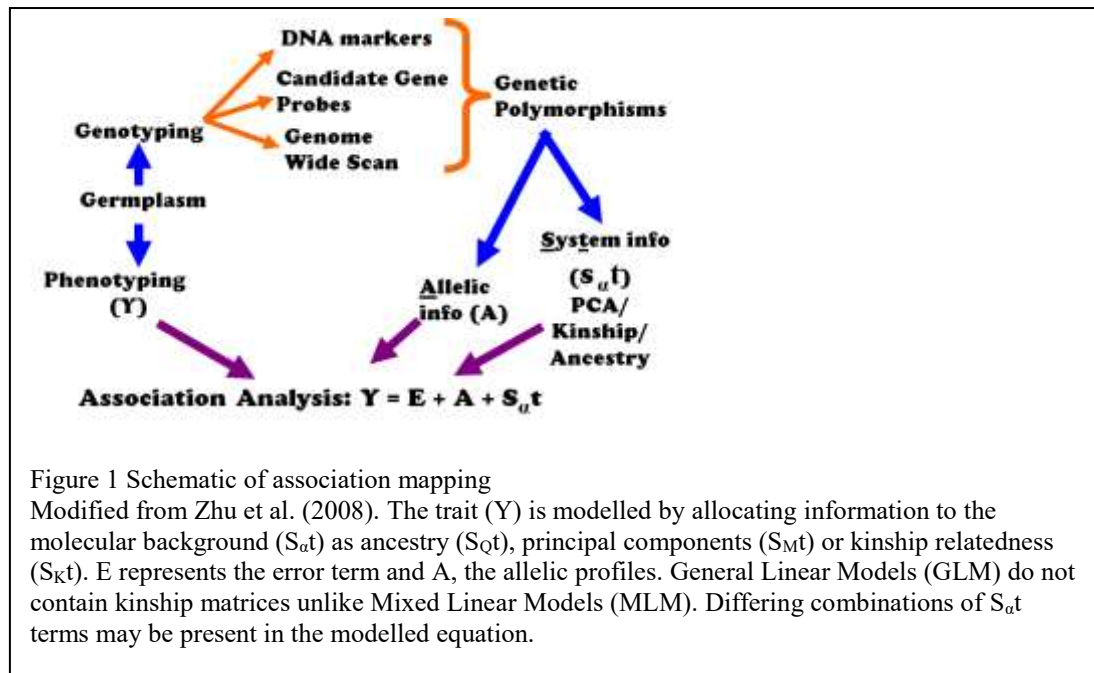 DNA markers
Candidate Gene
Probes
Genome
Wide Scan
Genetic
Polymorphisms
Genotyping
Germplasm
Phenotyping
(Y)
Allelic
info (A)
System info
(Sαt)
PCA/
Kinship/
Ancestry
Association Analysis: Y = E + A + Sαt
Figure 1 Schematic of association mapping
Modified from Zhu et al. (2008). The trait (Y) is modelled by allocating information to the
molecular background (Sαt) as ancestry (SQt), principal components (SMt) or kinship relatedness
(SKt). E represents the error term and A, the allelic profiles. General Linear Models (GLM) do not
contain kinship matrices unlike Mixed Linear Models (MLM). Differing combinations of Sαt
terms may be present in the modelled equation.